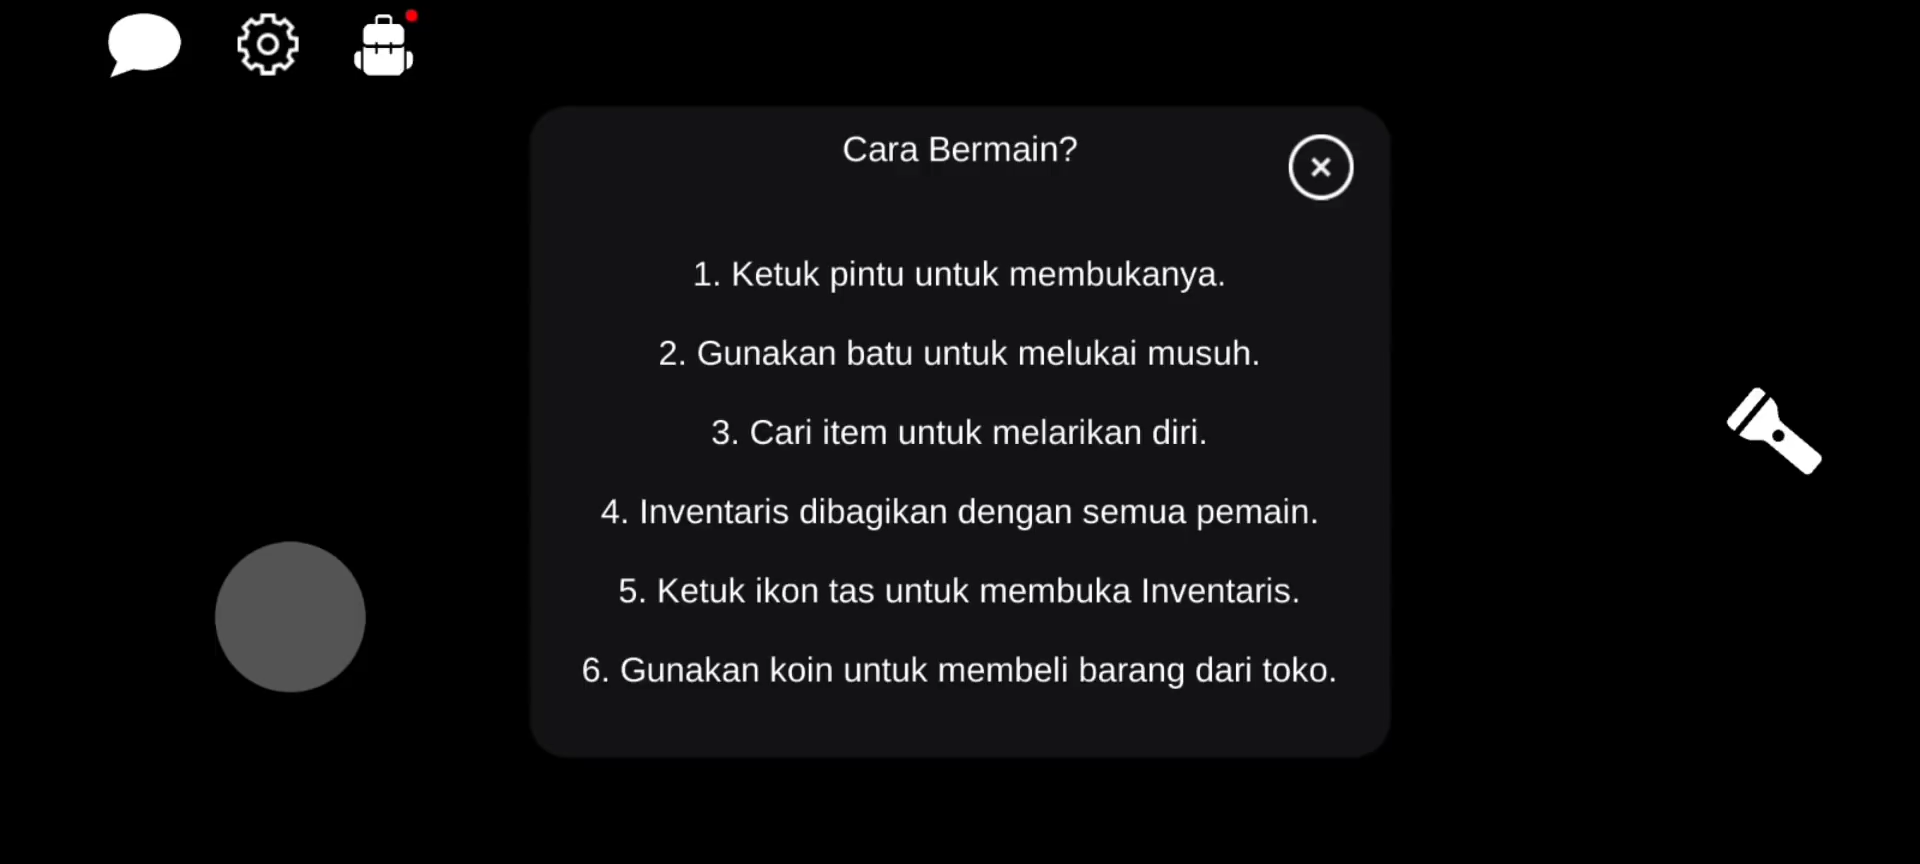 Cara Bermain?
1. Ketuk pintu untuk membukanya.
2. Gunakan batu untuk melukai musuh.
3. Cari item untuk melarikan diri.
4. Inventaris dibagikan dengan semua pemain.
5. Ketuk ikon tas untuk membuka Inventaris.
6. Gunakan koin untuk membeli barang dari toko.